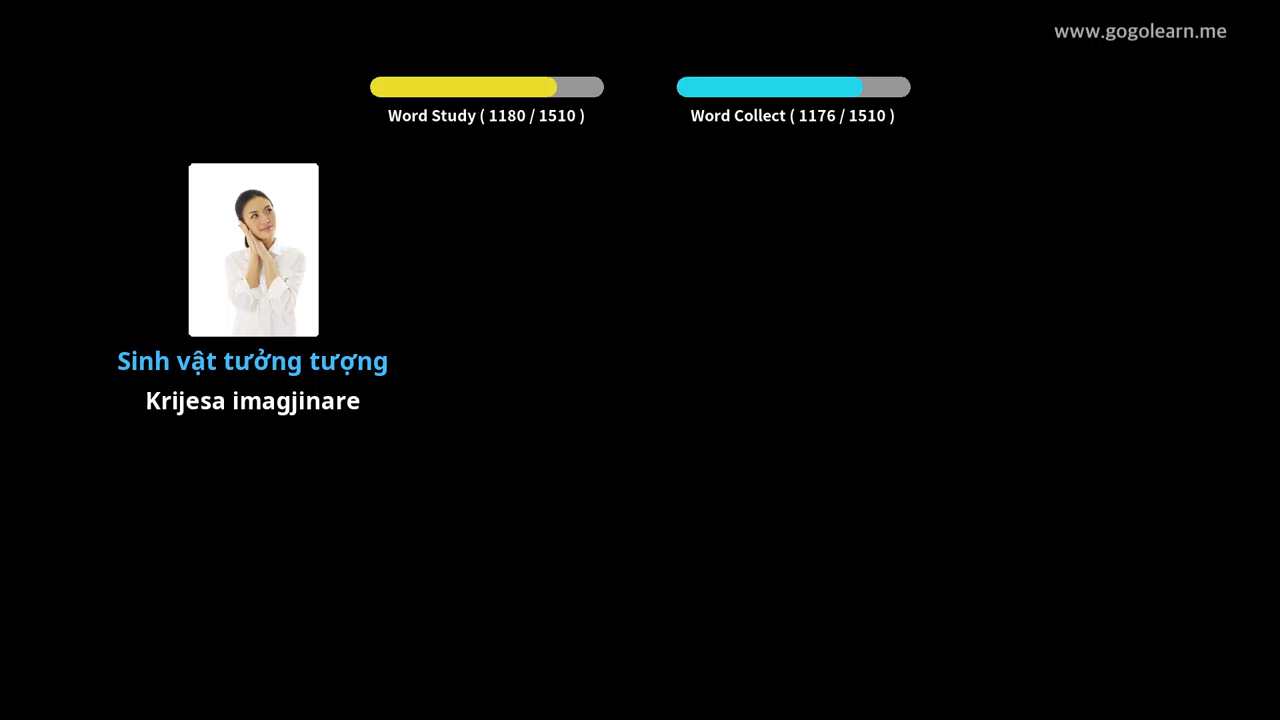 www.gogolearn.me
Word Study ( 1180 / 1510 )
Word Collect ( 1176 / 1510 )
Sinh vật tưởng tượng
Krijesa imagjinare